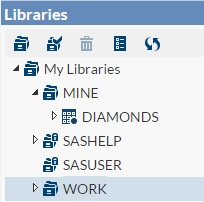 Libraries
My Libraries
MINE
DIAMONDS
SASHELP
SASUSER
WORK